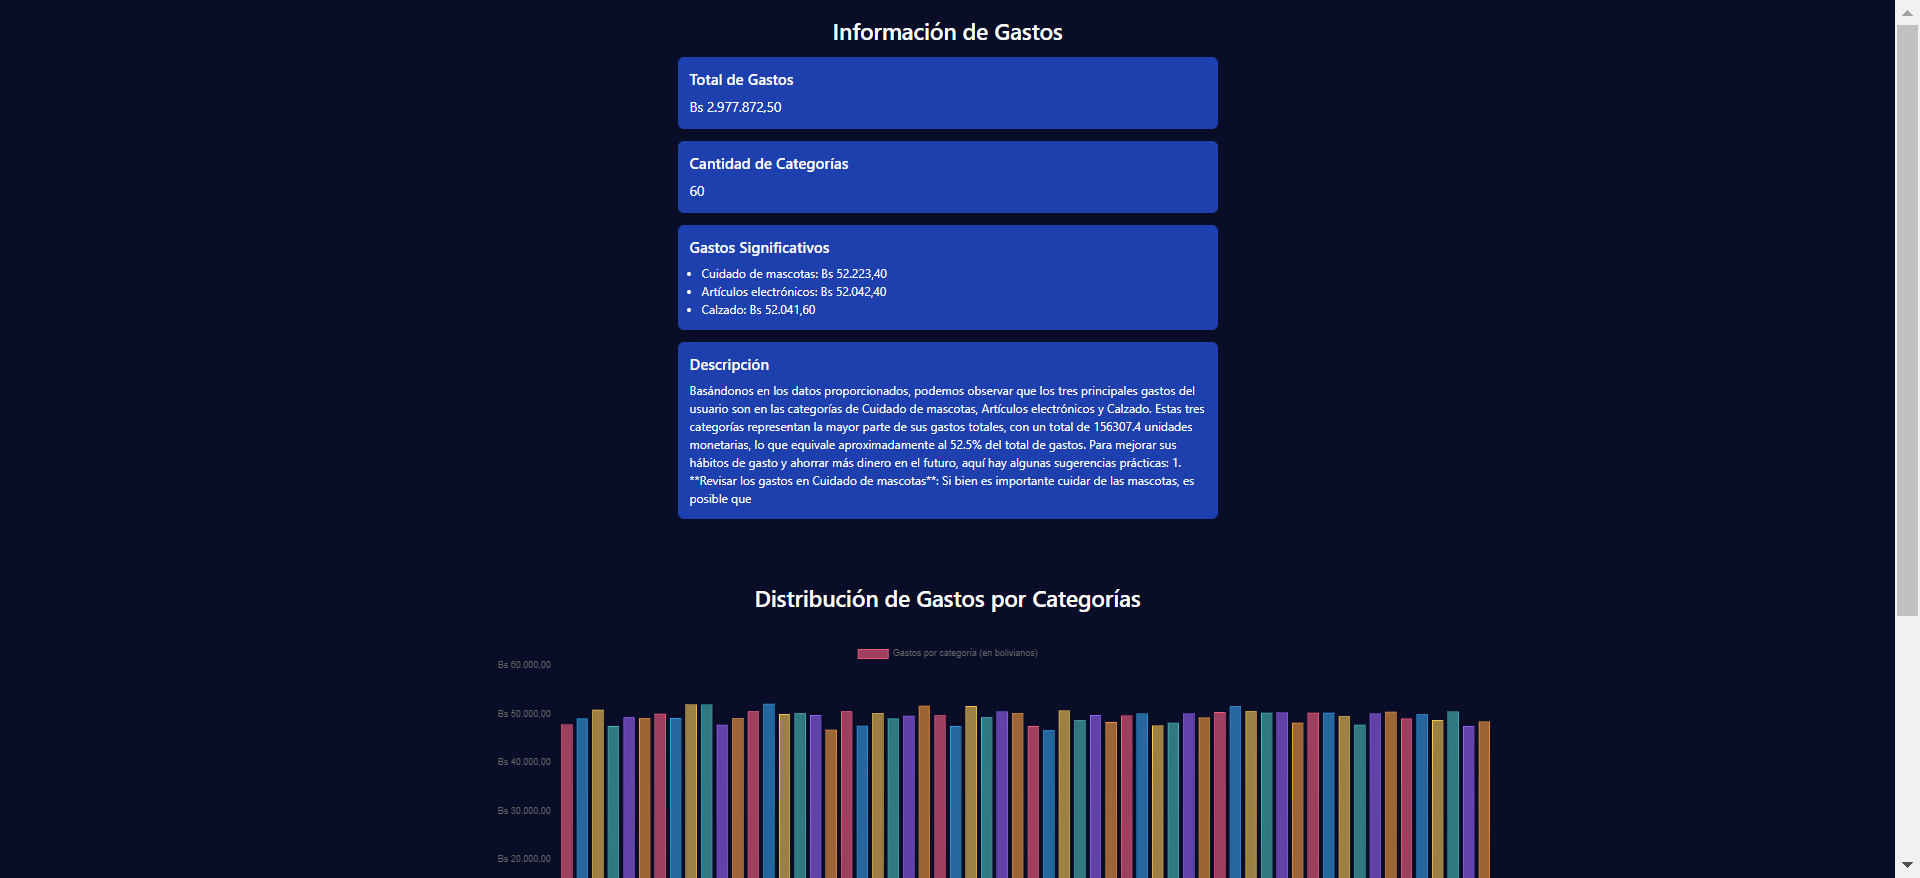 Información de Gastos
Total de Gastos
Bs 2.977.872,50
Cantidad de Categorías
60
Gastos Significativos
• Cuidado de mascotas: Bs 52.223,40
• Artículos electrónicos: Bs 52.042,40
• Calzado: Bs 52.041,60
Descripción
Basándonos en los datos proporcionados, podemos observar que los tres principales gastos del
usuario son en las categorías de Cuidado de mascotas, Artículos electrónicos y Calzado. Estas tres
categorías representan la mayor parte de sus gastos totales, con un total de 156307.4 unidades
monetarias, lo que equivale aproximadamente al 52.5% del total de gastos. Para mejorar sus
hábitos de gasto y ahorrar más dinero en el futuro, aquí hay algunas sugerencias prácticas: 1.
**Revisar los gastos en Cuidado de mascotas**: Si bien es importante cuidar de las mascotas, es
posible que
Distribución de Gastos por Categorías
Gastos por categoría (en bolivianos)
Bs 60.000,00
Bs 50.000,00
Bs 40.000,00
Bs 30.000,00
Bs 20.000,00